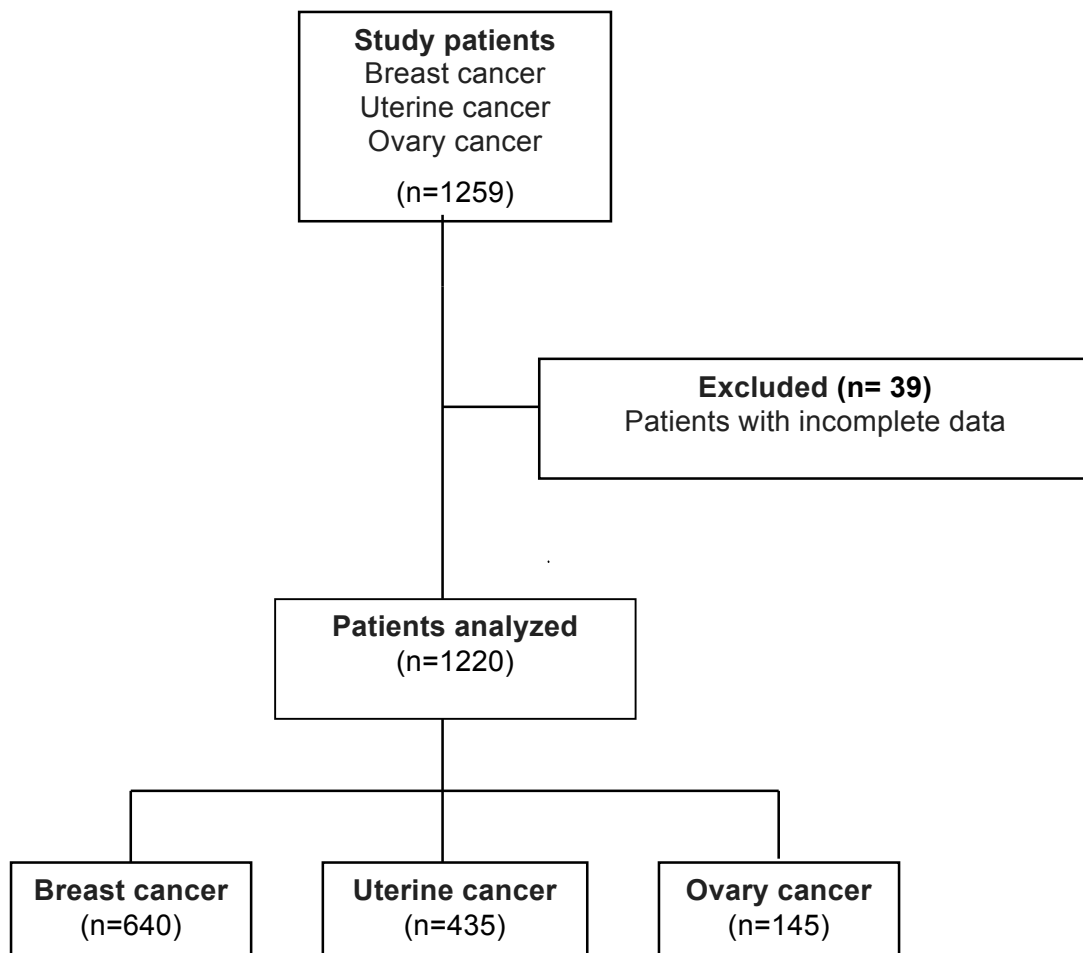 Study patients
Breast cancer
Uterine cancer
Ovary cancer
(n=1259)
Excluded (n= 39)
Patients with incomplete data
Patients analyzed
(n=1220)
Breast cancer
(n=640)
Uterine cancer
(n=435)
Ovary cancer
(n=145)